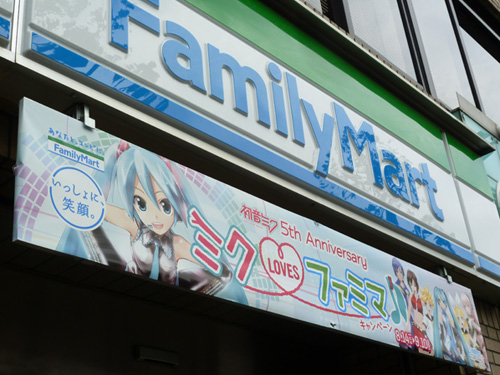 FamilyMart
あなたと、コンビに、
FamilyMart
いっしょに、
笑顔。
初音ミク 5th Anniversary
ミク LOVES ファミマ
キャンペーン